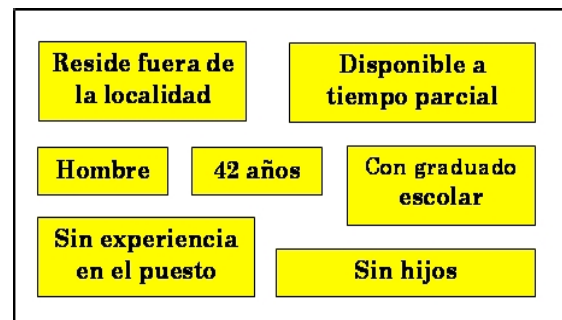 Reside fuera de
la localidad
Disponible a
tiempo parcial
Hombre
42 años
Con graduado
escolar
Sin experiencia
en el puesto
Sin hijos